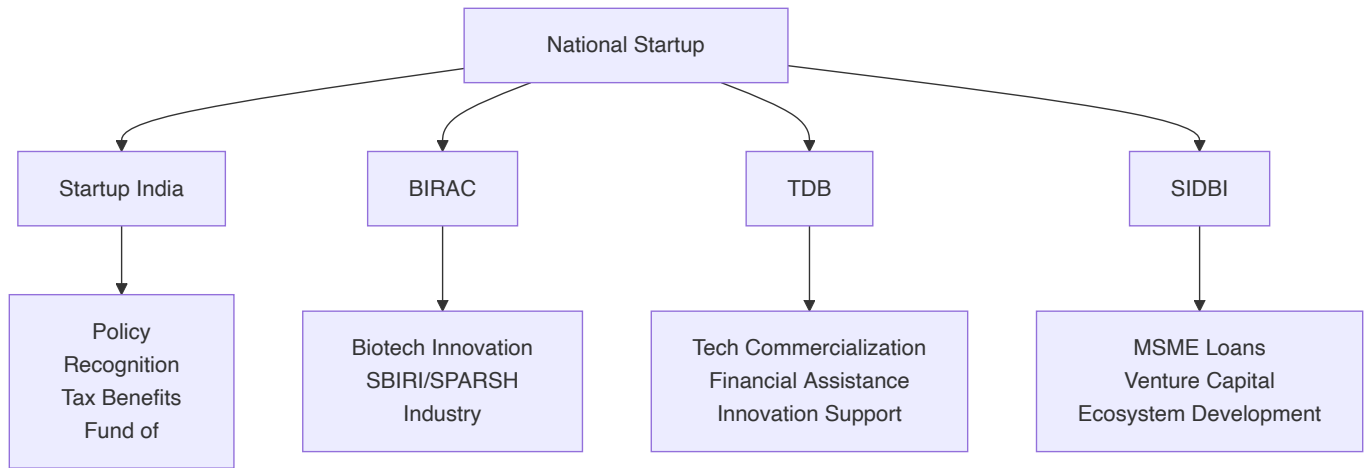 National Startup
Startup India
BIRAC
TDB
SIDBI
Policy
Recognition
Tax Benefits
Fund of
Biotech Innovation
SBIRI/SPARSH
Industry
Tech Commercialization
Financial Assistance
Innovation Support
MSME Loans
Venture Capital
Ecosystem Development